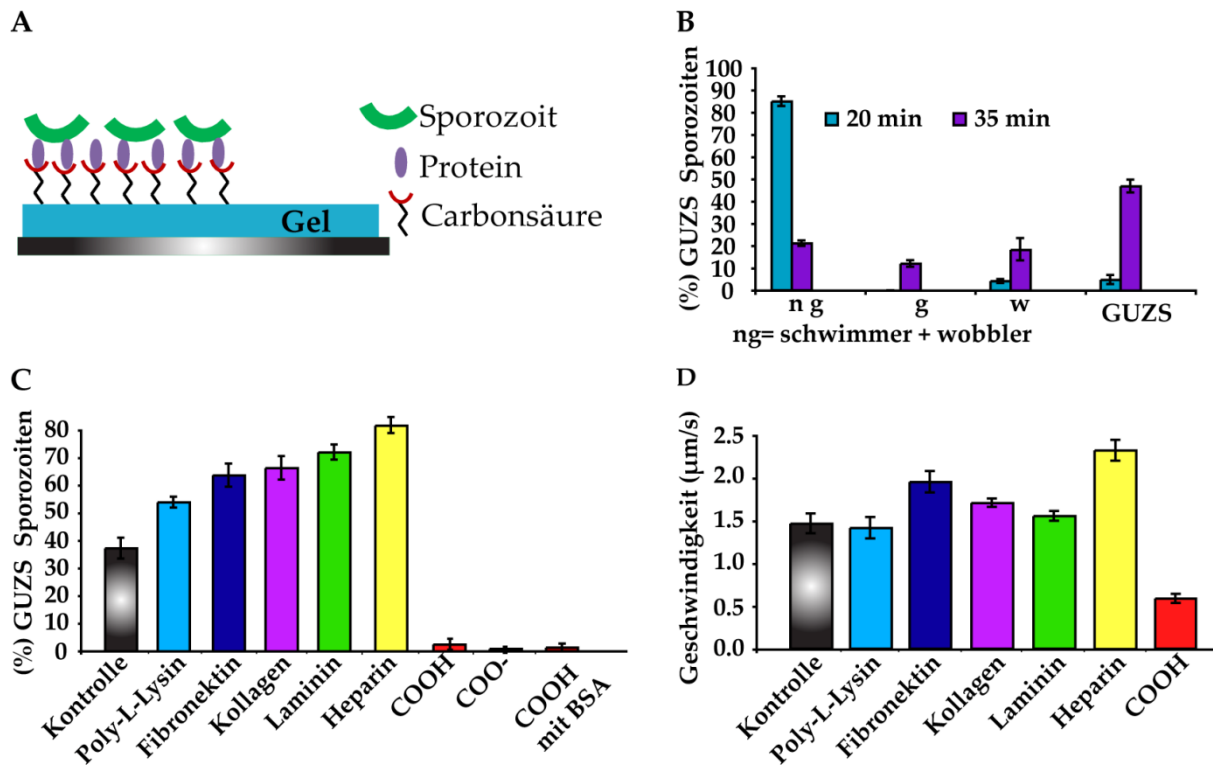 A
Sporozoit
Protein
Carbonsäure
Gel
B
(%) GUZS Sporozoiten
100
90
80
70
60
50
40
30
20
10
0
20 min
35 min
n g
g
w
GUZS
ng= schwimmer + wobbler
C
(%) GUZS Sporozoiten
80
70
60
50
40
30
20
10
0
Kontrolle
Poly-L-Lysin
Fibronektin
Kollagen
Laminin
Heparin
COOH
COO-
COOH
mit BSA
D
Geschwindigkeit (µm/s)
2.5
2.0
1.5
1.0
0.5
0.0
Kontrolle
Poly-L-Lysin
Fibronektin
Kollagen
Laminin
Heparin
COOH